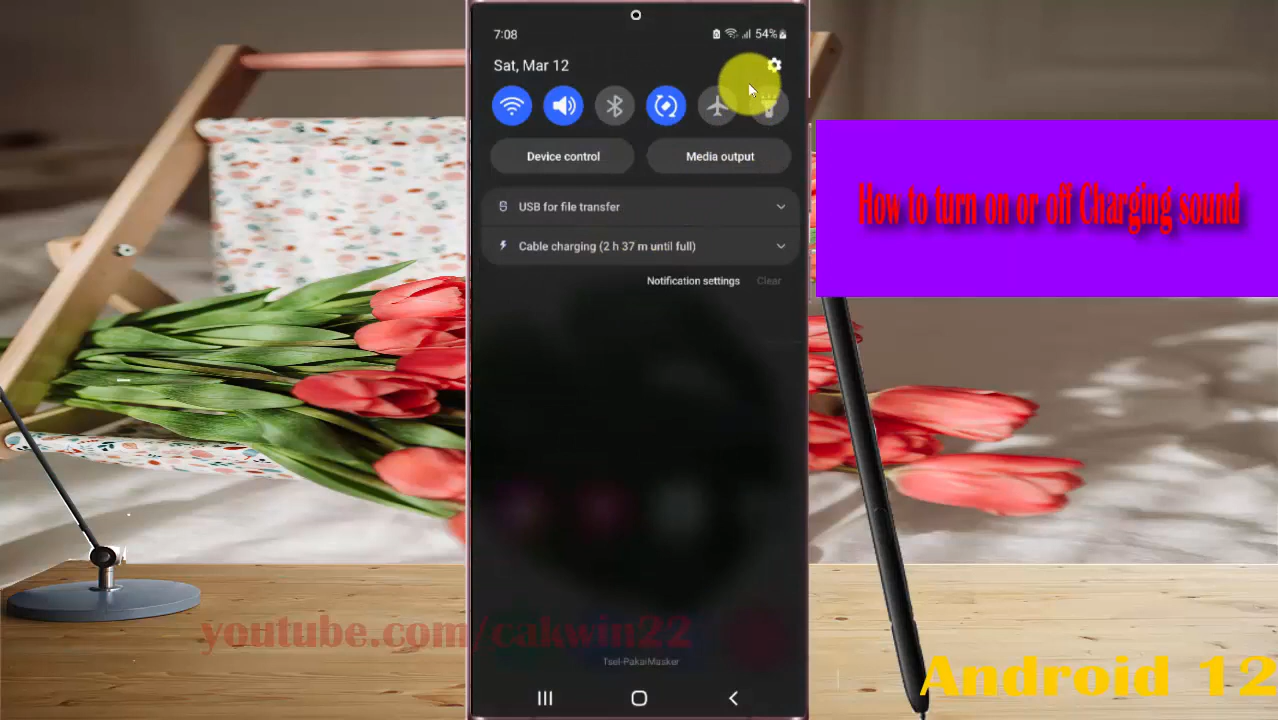 7:08
54%
Sat, Mar 12
Device control
Media output
USB for file transfer
Cable charging (2 h 37 m until full)
Notification settings
Clear
How to turn on or off Charging sound
youtube.com/cakwin22
Tsel-PakaiMasker
Android 12